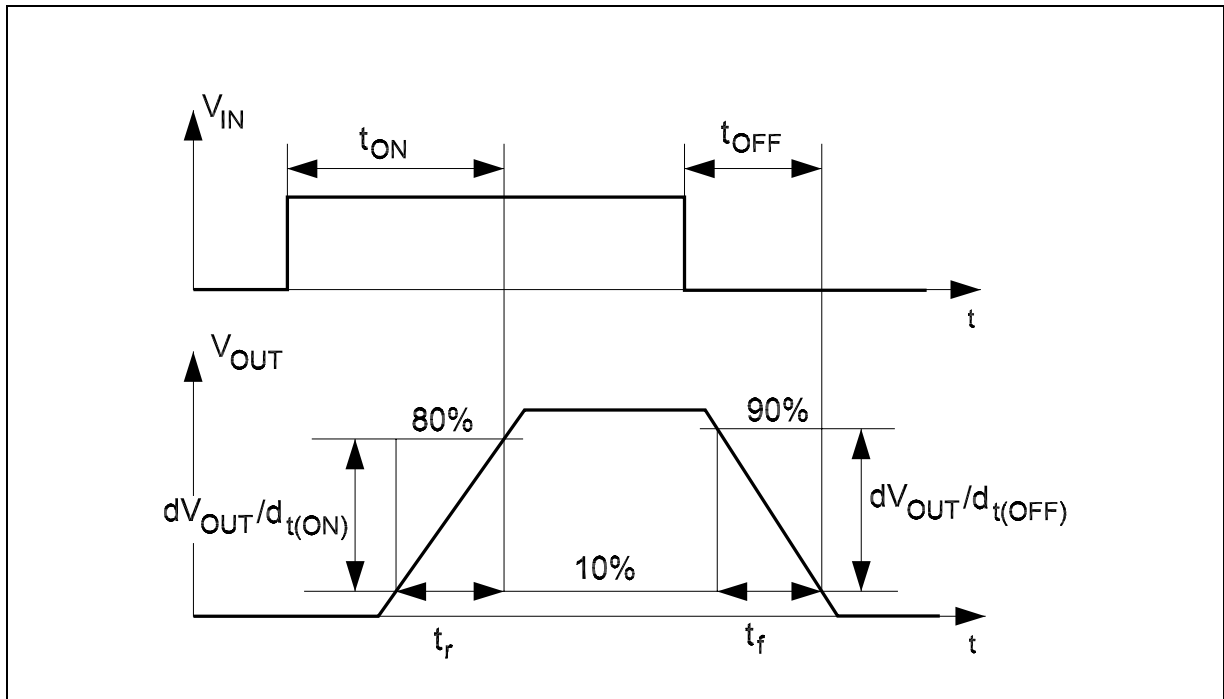 V_IN
t_ON
t_OFF
t
V_OUT
80%
90%
dV_OUT/d_t(ON)
dV_OUT/d_t(OFF)
10%
t_r
t_f
t